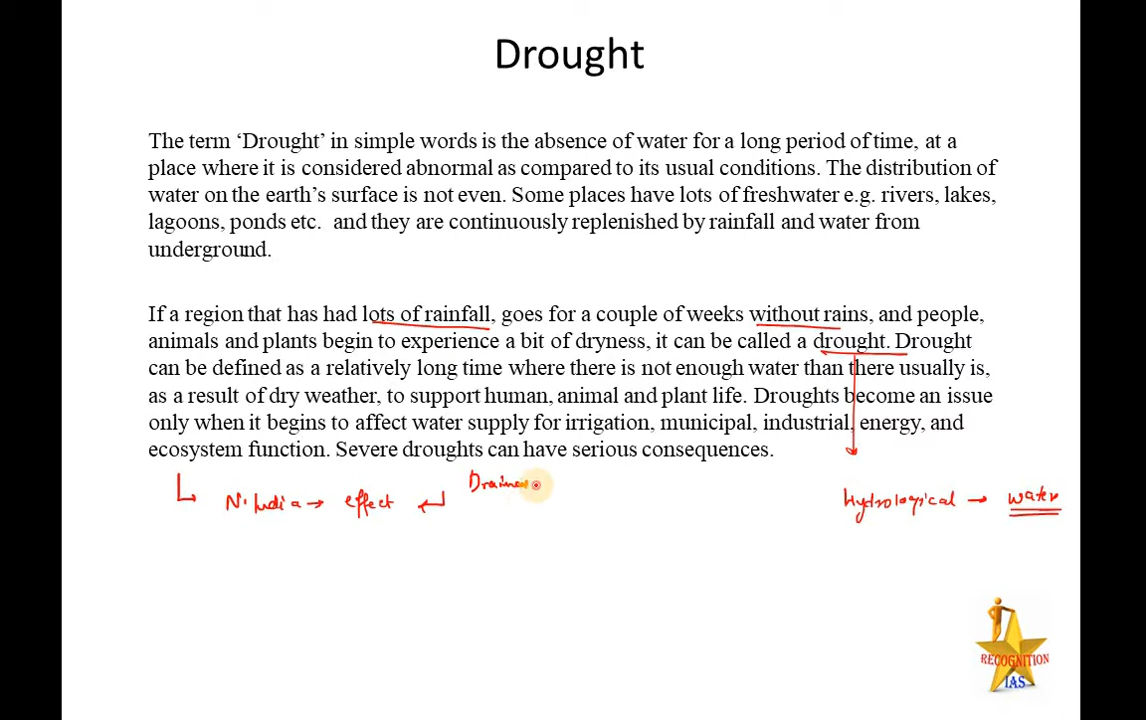 Drought
The term ‘Drought’ in simple words is the absence of water for a long period of time, at a
place where it is considered abnormal as compared to its usual conditions. The distribution of
water on the earth’s surface is not even. Some places have lots of freshwater e.g. rivers, lakes,
lagoons, ponds etc. and they are continuously replenished by rainfall and water from
underground.
If a region that has had lots of rainfall, goes for a couple of weeks without rains, and people,
animals and plants begin to experience a bit of dryness, it can be called a drought. Drought
can be defined as a relatively long time where there is not enough water than there usually is,
as a result of dry weather, to support human, animal and plant life. Droughts become an issue
only when it begins to affect water supply for irrigation, municipal, industrial, energy, and
ecosystem function. Severe droughts can have serious consequences.
N. India → effect ↵
Hydrological → water
RECOGNITION
IAS